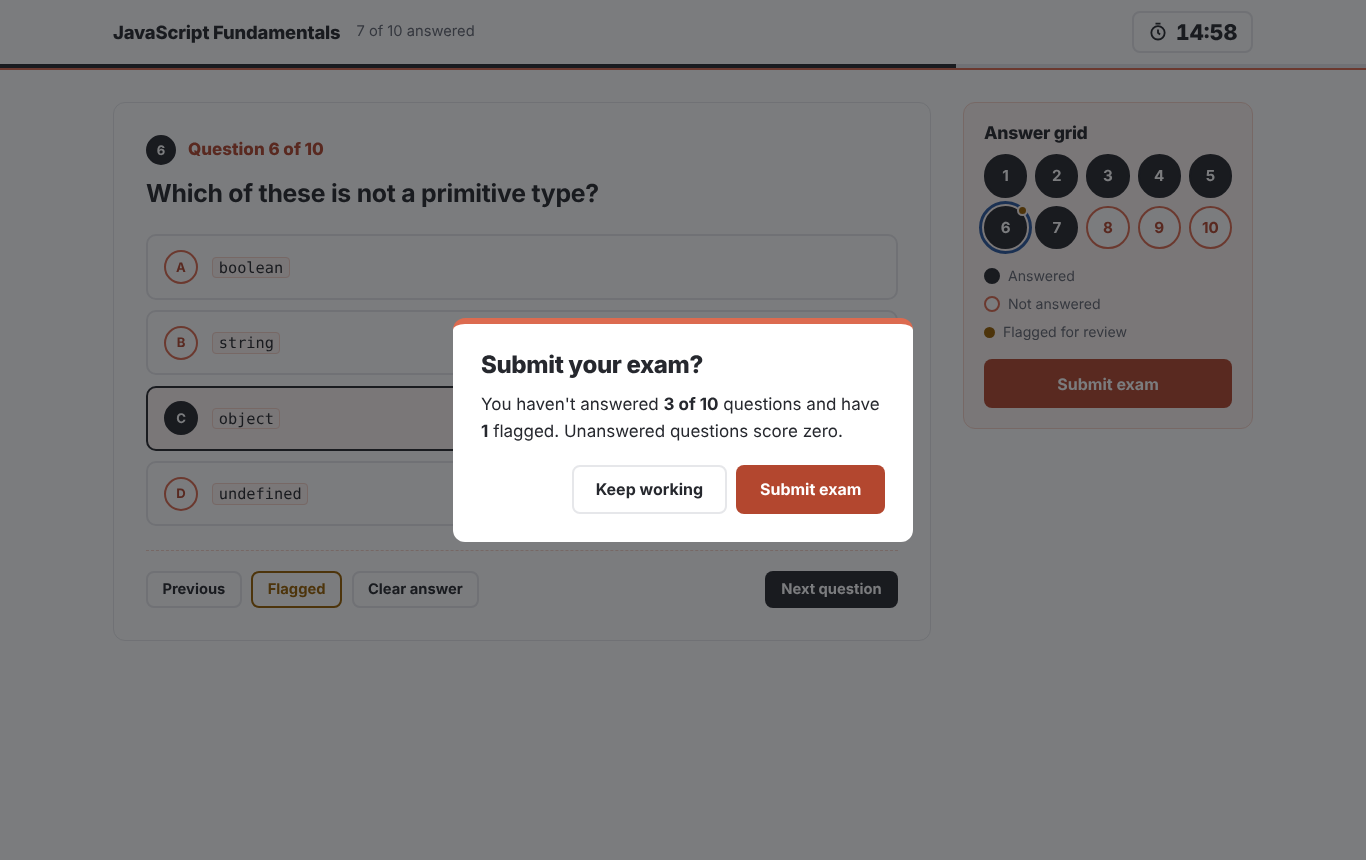 JavaScript Fundamentals
7 of 10 answered
14:58
6
Question 6 of 10
Which of these is not a primitive type?
A
boolean
B
string
C
object
D
undefined
Previous
Flagged
Clear answer
Next question
Answer grid
1 2 3 4 5
6 7 8 9 10
Answered
Not answered
Flagged for review
Submit exam
Submit your exam?
You haven't answered 3 of 10 questions and have
1 flagged. Unanswered questions score zero.
Keep working
Submit exam